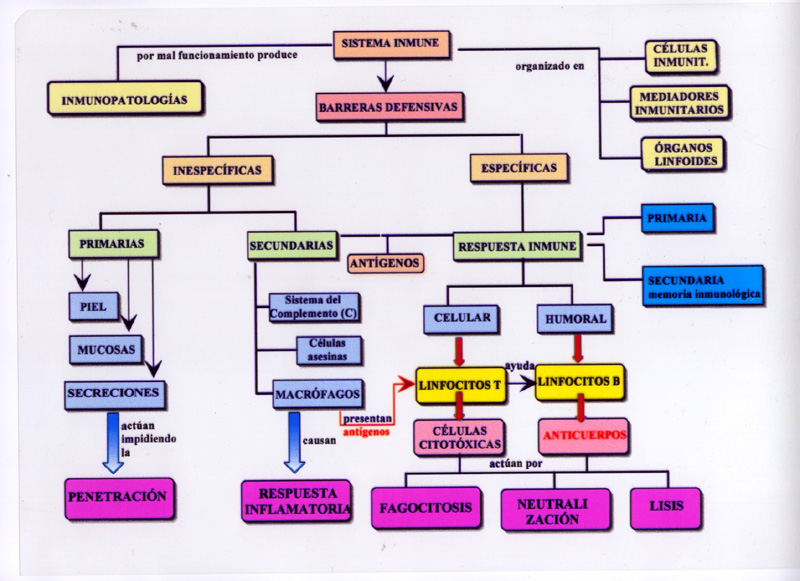 SISTEMA INMUNE
por mal funcionamiento produce
organizado en
CÉLULAS
INMUNIT.
INMUNOPATOLOGÍAS
BARRERAS DEFENSIVAS
MEDIADORES
INMUNITARIOS
ÓRGANOS
LINFOIDES
INESPECÍFICAS
ESPECÍFICAS
PRIMARIAS
SECUNDARIAS
ANTÍGENOS
RESPUESTA INMUNE
PRIMARIA
SECUNDARIA
memoria inmunológica
PIEL
MUCOSAS
SECRECIONES
Sistema del
Complemento (C)
Células
asesinas
MACRÓFAGOS
CELULAR
HUMORAL
LINFOCITOS T
ayuda
LINFOCITOS B
presentan
antígenos
actúan
impidiendo
la
causan
CÉLULAS
CITOTÓXICAS
ANTICUERPOS
actúan por
PENETRACIÓN
RESPUESTA
INFLAMATORIA
FAGOCITOSIS
NEUTRALI
ZACIÓN
LISIS